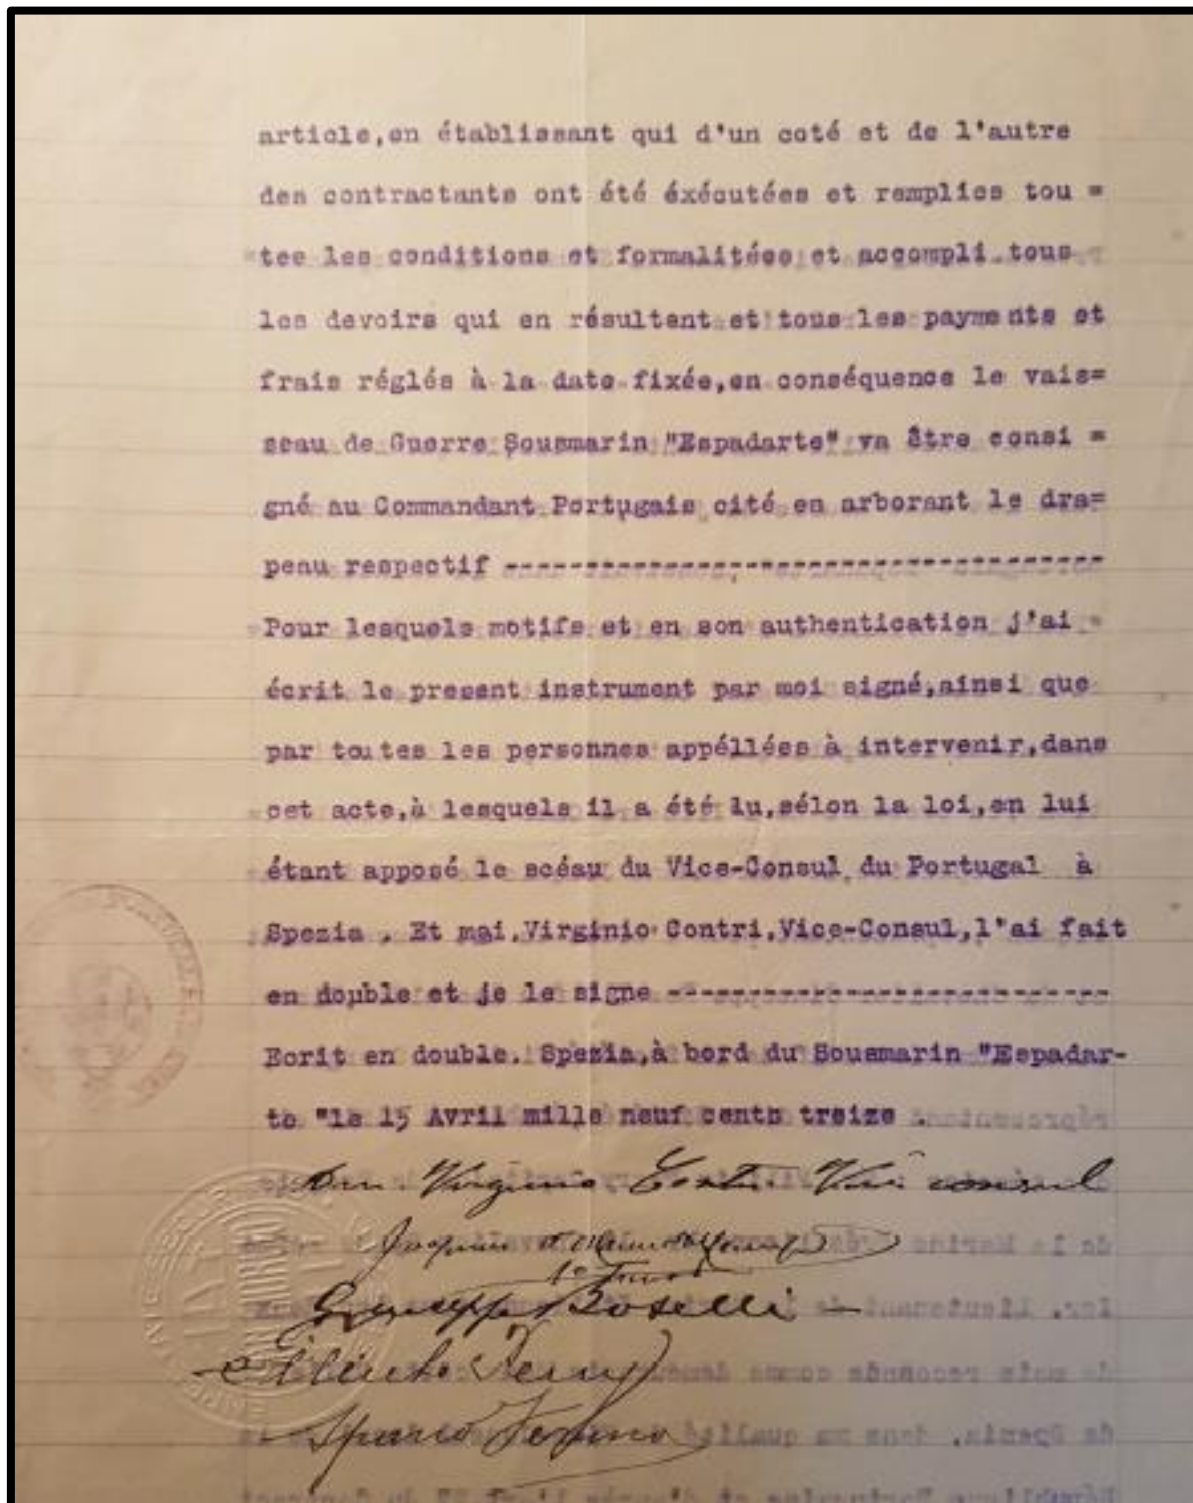 article,en établissant qui d'un coté et de l'autre
des contractants ont été éxécutées et remplies tou =
tes les conditions et formalitées et accompli tous
les devoirs qui en résultent et tous les payments et
frais réglés à la date fixée,en conséquence le vais=
seau de Guerre Sousmarin "Espadarte" va être consi =
gné au Commandant Portugais cité en arborant le dra=
peau respectif ----------------------------------
Pour lesquels motifs et en son authentication j'ai
écrit le present instrument par moi signé,ainsi que
par toutes les personnes appéllées à intervenir,dans
cet acte,à lesquels il a été lu,sélon la loi,en lui
étant apposé le scéau du Vice-Consul du Portugal à
Spezia . Et mai,Virginio Contri,Vice-Consul,l'ai fait
en double et je le signe -------------------------
Ecrit en double. Spezia,à bord du Sousmarin "Espadar-
te "le 15 Avril mille neuf cents treize .
Virginio Contri Vice consul
Joaquim d'
Giuseppe Boselli